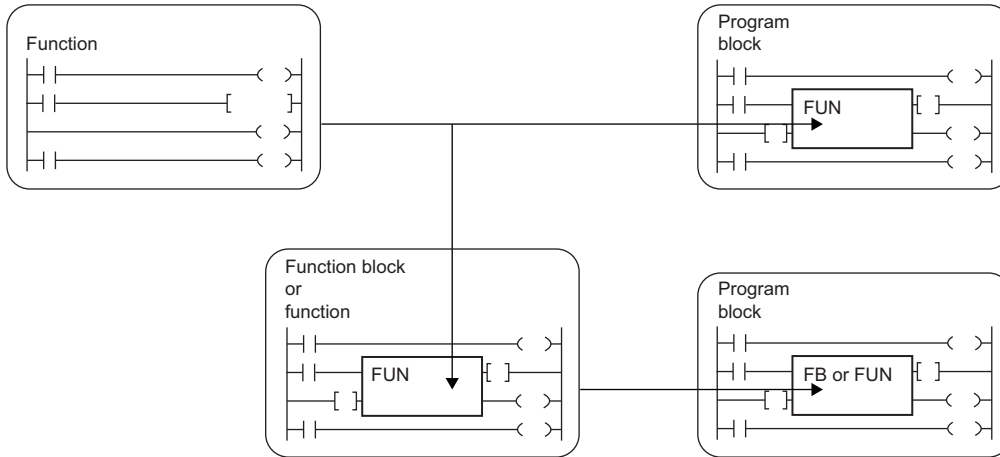 Function
Program
block
FUN
Function block
or
function
FUN
Program
block
FB or FUN